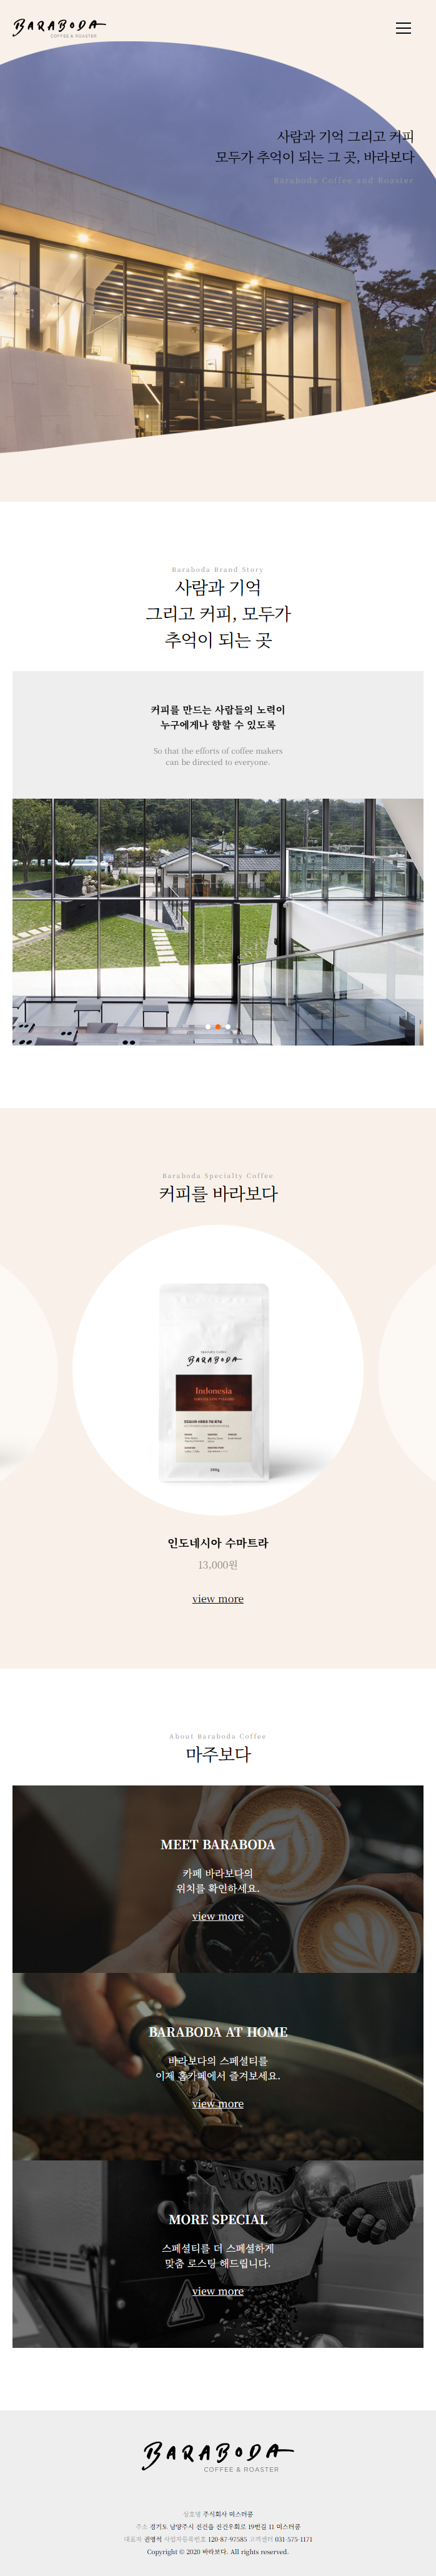 BARABODA
COFFEE & ROASTER
사람과 기억 그리고 커피
모두가 추억이 되는 그 곳, 바라보다
Baraboda Coffee and Roaster
Baraboda Brand Story
사람과 기억
그리고 커피, 모두가
추억이 되는 곳
커피를 만드는 사람들의 노력이
누구에게나 향할 수 있도록
So that the efforts of coffee makers
can be directed to everyone.
Baraboda Specialty Coffee
커피를 바라보다
BARABODA
Indonesia
200g
인도네시아 수마트라
13,000원
view more
About Baraboda Coffee
마주보다
MEET BARABODA
카페 바라보다의
위치를 확인하세요.
view more
BARABODA AT HOME
바라보다의 스페셜티를
이제 홈카페에서 즐겨보세요.
view more
PROBAT
MORE SPECIAL
스페셜티를 더 스페셜하게
맞춤 로스팅 해드립니다.
view more
BARABODA
COFFEE & ROASTER
상호명 주식회사 미스터콩
주소 경기도 남양주시 진건읍 진건우회로 19번길 11 미스터콩
대표자 권영석 사업자등록번호 120-87-97585 고객센터 031-575-1171
Copyright © 2020 바라보다. All rights reserved.